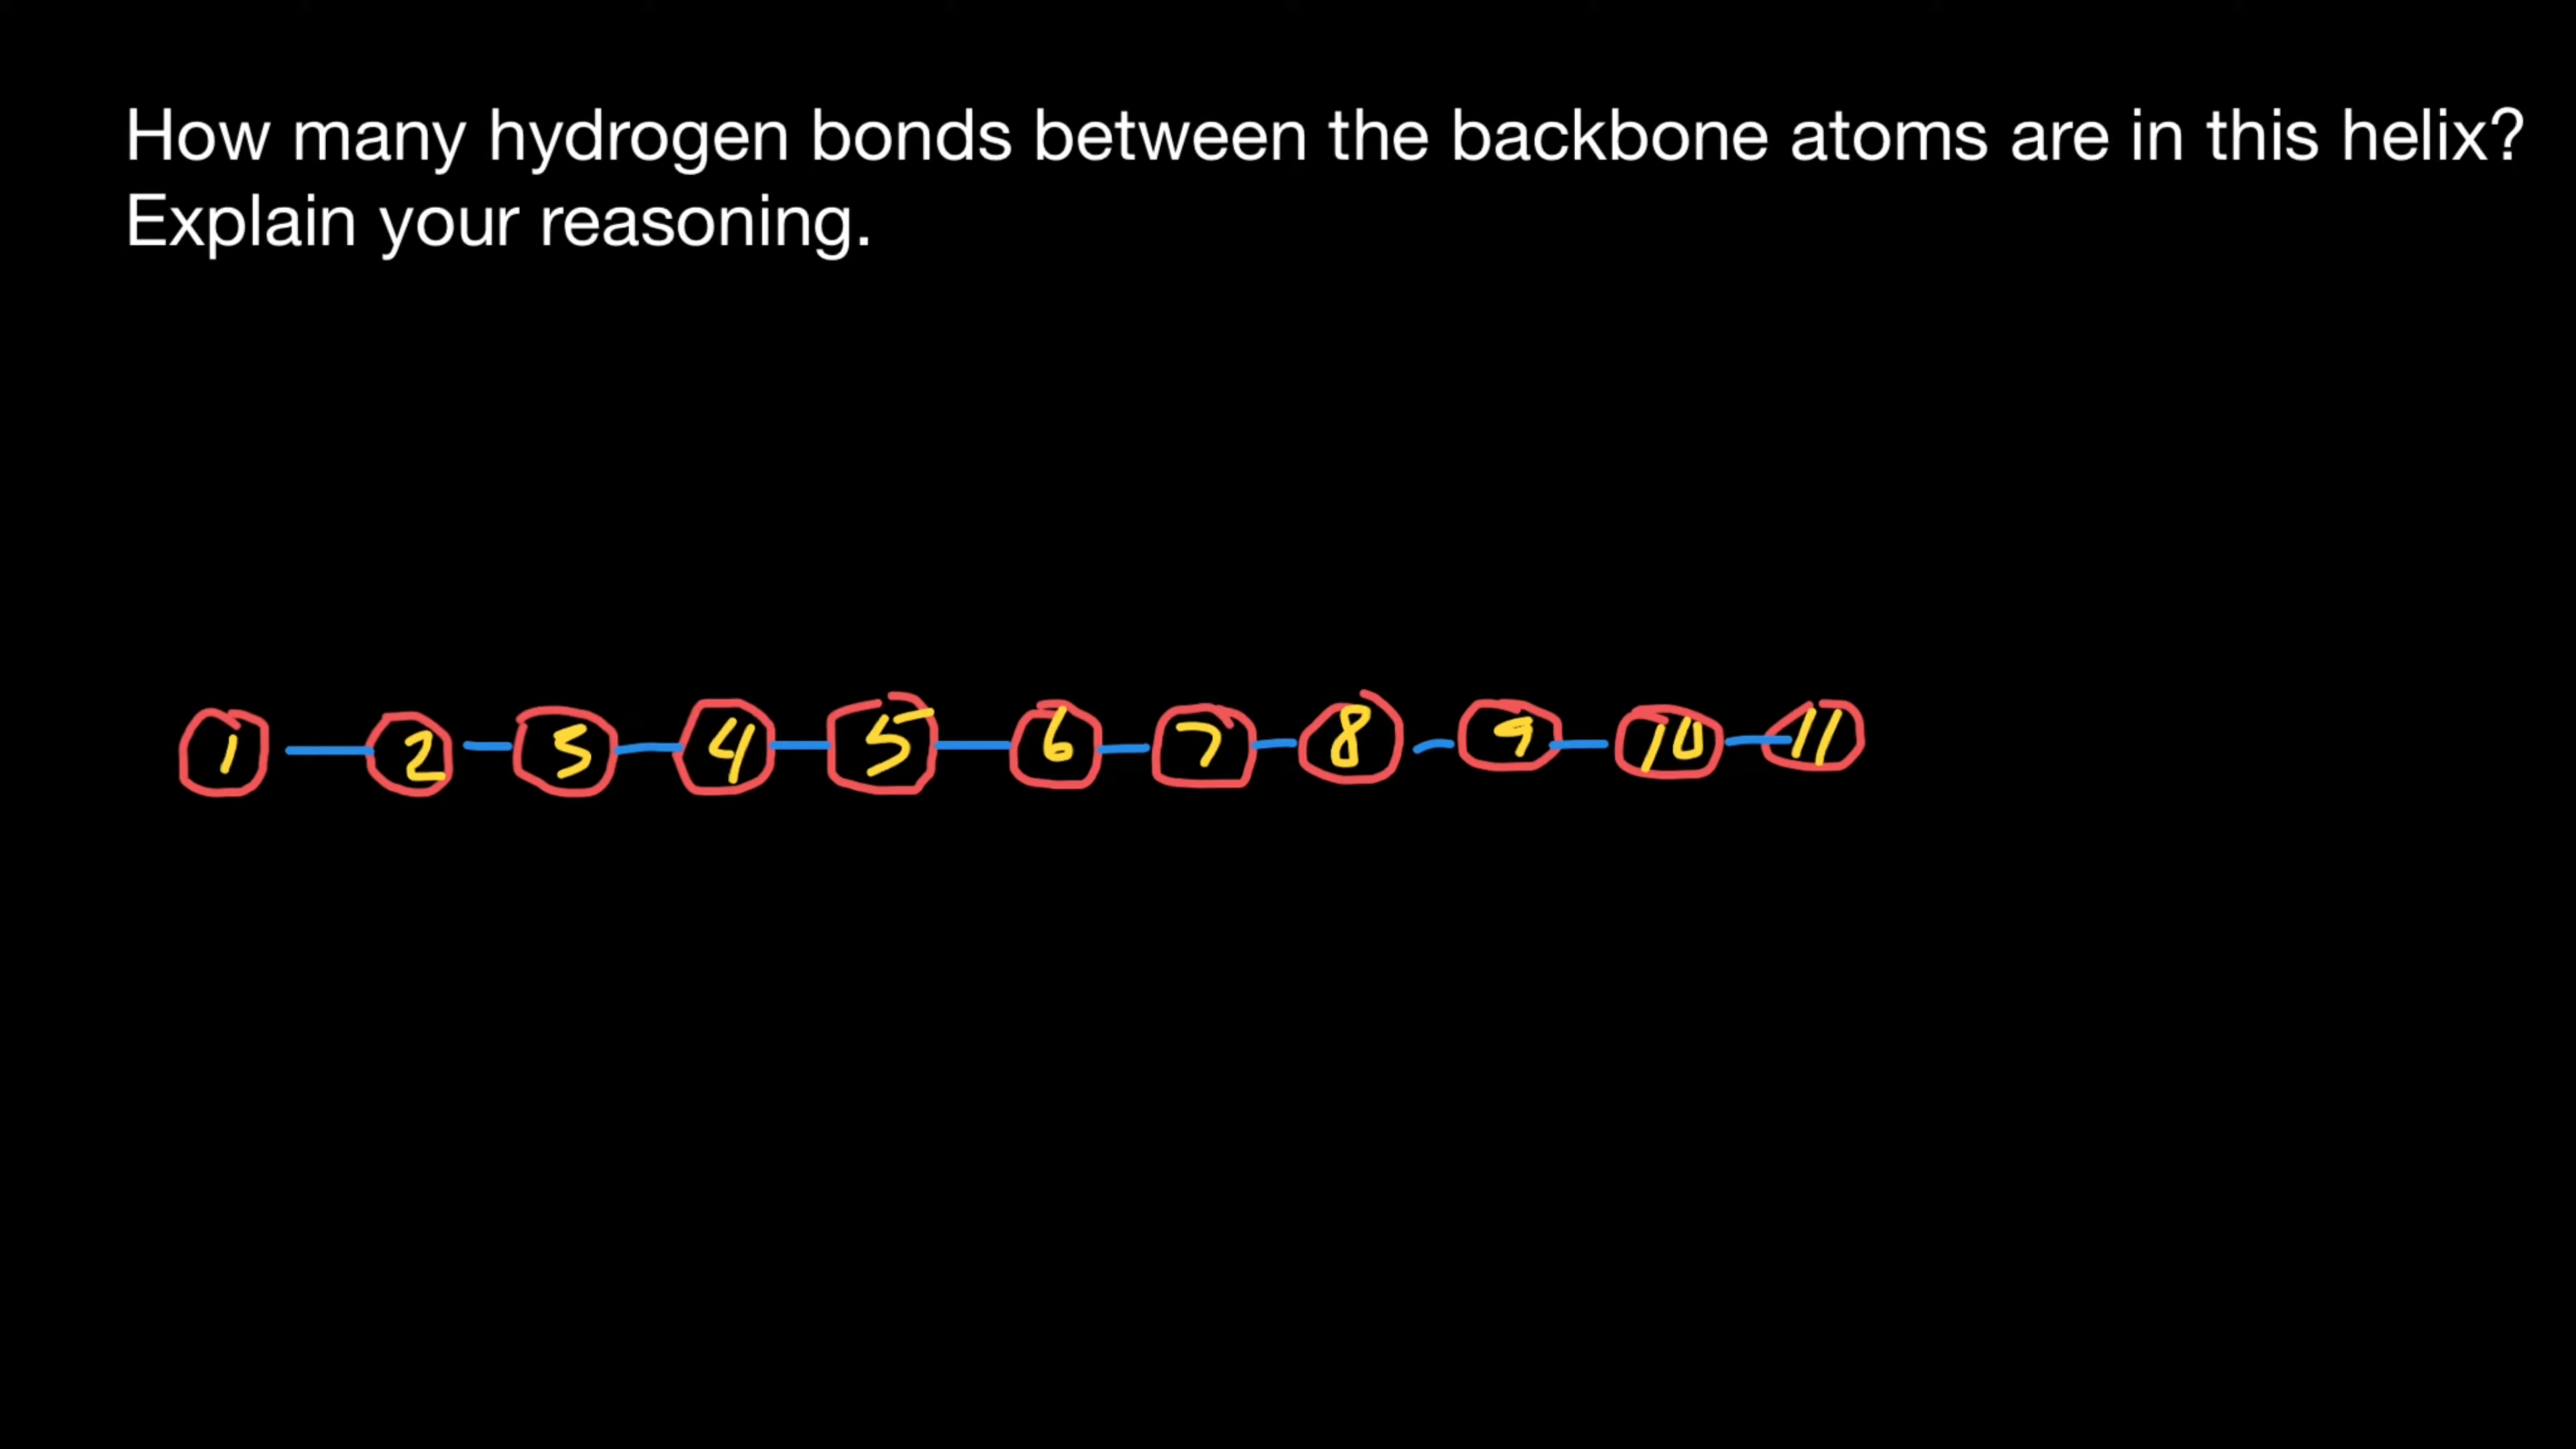 How many hydrogen bonds between the backbone atoms are in this helix?
Explain your reasoning.
1 2 3 4 5 6 7 8 9 10 11